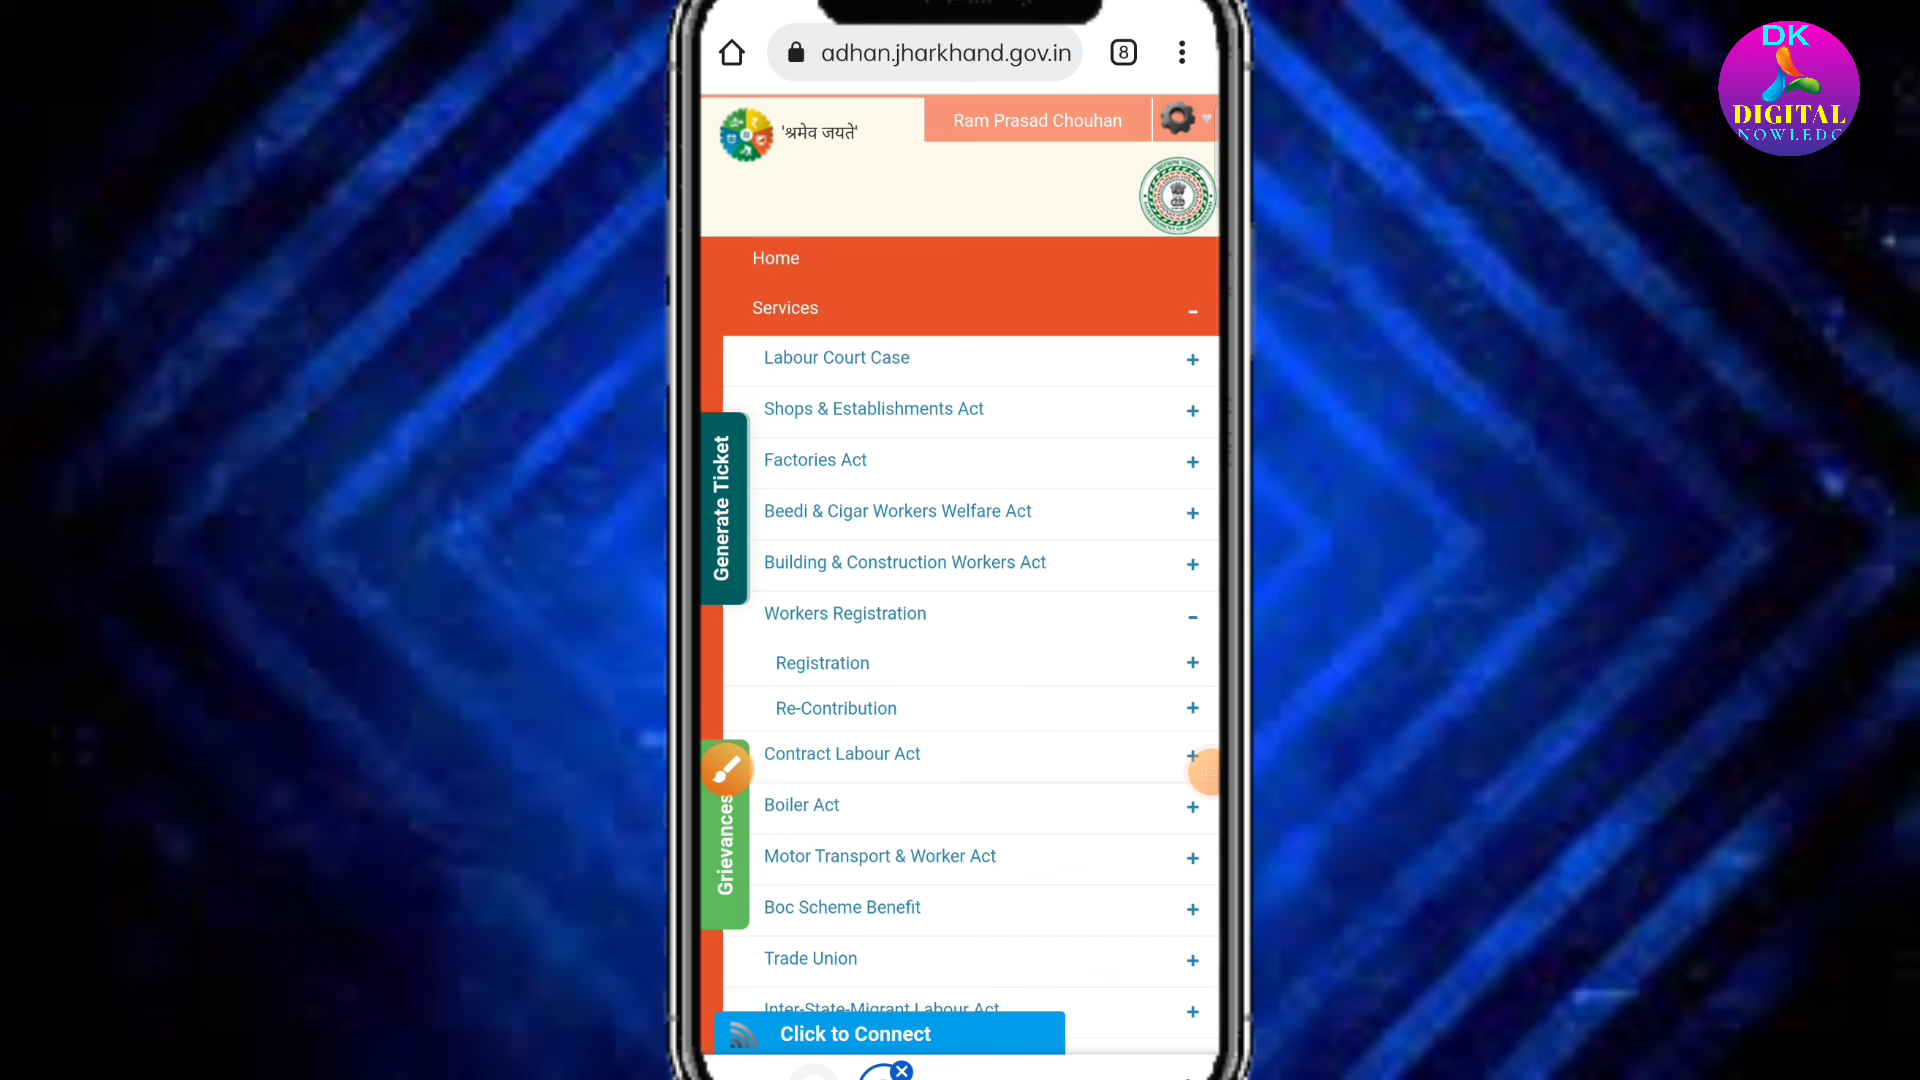 DK
DIGITAL
adhan.jharkhand.gov.in
8
'श्रमेव जयते'
Ram Prasad Chouhan
Home
Services
Labour Court Case
Shops & Establishments Act
Factories Act
Beedi & Cigar Workers Welfare Act
Building & Construction Workers Act
Workers Registration
Registration
Re-Contribution
Contract Labour Act
Boiler Act
Motor Transport & Worker Act
Boc Scheme Benefit
Trade Union
Inter-State-Migrant Labour Act
Generate Ticket
Grievances
Click to Connect